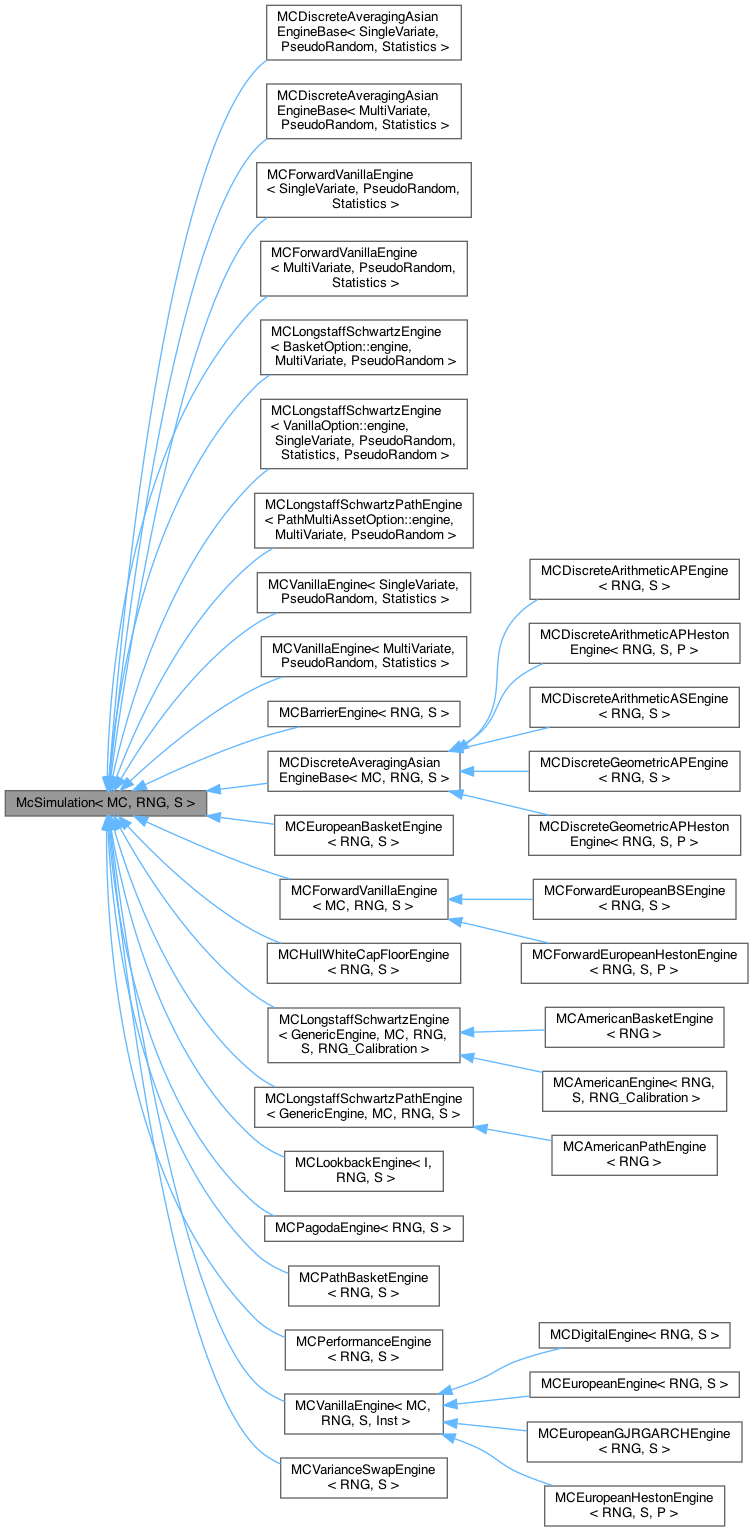 MCDiscreteAveragingAsian
EngineBase< SingleVariate,
PseudoRandom, Statistics >
MCDiscreteAveragingAsian
EngineBase< MultiVariate,
PseudoRandom, Statistics >
MCForwardVanillaEngine
< SingleVariate, PseudoRandom,
Statistics >
MCForwardVanillaEngine
< MultiVariate, PseudoRandom,
Statistics >
MCLongstaffSchwartzEngine
< BasketOption::engine,
MultiVariate, PseudoRandom >
MCLongstaffSchwartzEngine
< VanillaOption::engine,
SingleVariate, PseudoRandom,
Statistics, PseudoRandom >
MCLongstaffSchwartzPathEngine
< PathMultiAssetOption::engine,
MultiVariate, PseudoRandom >
MCVanillaEngine< SingleVariate,
PseudoRandom, Statistics >
MCVanillaEngine< MultiVariate,
PseudoRandom, Statistics >
MCBarrierEngine< RNG, S >
MCDiscreteAveragingAsian
EngineBase< MC, RNG, S >
McSimulation< MC, RNG, S >
MCEuropeanBasketEngine
< RNG, S >
MCForwardVanillaEngine
< MC, RNG, S >
MCHullWhiteCapFloorEngine
< RNG, S >
MCLongstaffSchwartzEngine
< GenericEngine, MC, RNG,
S, RNG_Calibration >
MCLongstaffSchwartzPathEngine
< GenericEngine, MC, RNG, S >
MCLookbackEngine< I,
RNG, S >
MCPagodaEngine< RNG, S >
MCPathBasketEngine
< RNG, S >
MCPerformanceEngine
< RNG, S >
MCVanillaEngine< MC,
RNG, S, Inst >
MCVarianceSwapEngine
< RNG, S >
MCDiscreteArithmeticAPEngine
< RNG, S >
MCDiscreteArithmeticAPHeston
Engine< RNG, S, P >
MCDiscreteArithmeticASEngine
< RNG, S >
MCDiscreteGeometricAPEngine
< RNG, S >
MCDiscreteGeometricAPHeston
Engine< RNG, S, P >
MCForwardEuropeanBSEngine
< RNG, S >
MCForwardEuropeanHestonEngine
< RNG, S, P >
MCAmericanBasketEngine
< RNG >
MCAmericanEngine< RNG,
S, RNG_Calibration >
MCAmericanPathEngine
< RNG >
MCDigitalEngine< RNG, S >
MCEuropeanEngine< RNG, S >
MCEuropeanGJRGARCHEngine
< RNG, S >
MCEuropeanHestonEngine
< RNG, S, P >